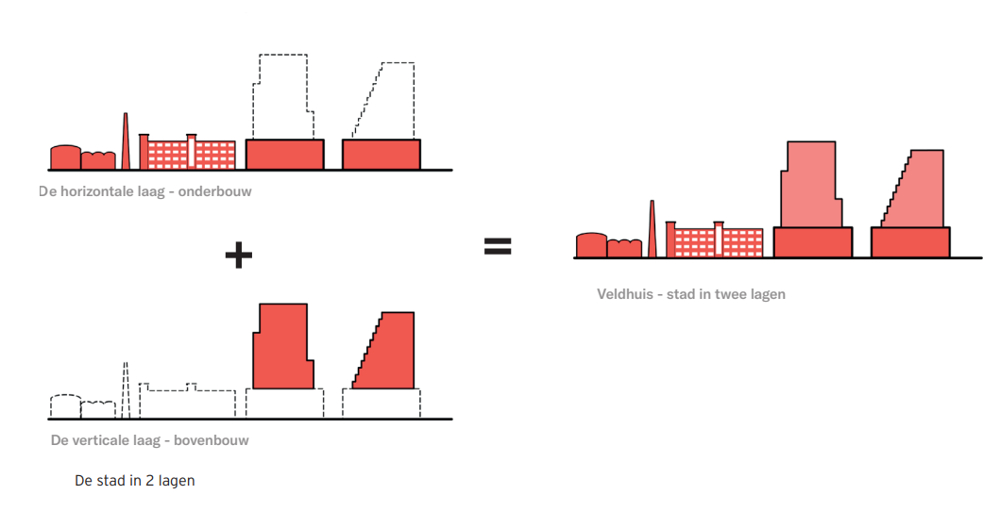 De horizontale laag - onderbouw
+
=
Veldhuis - stad in twee lagen
De verticale laag - bovenbouw
De stad in 2 lagen